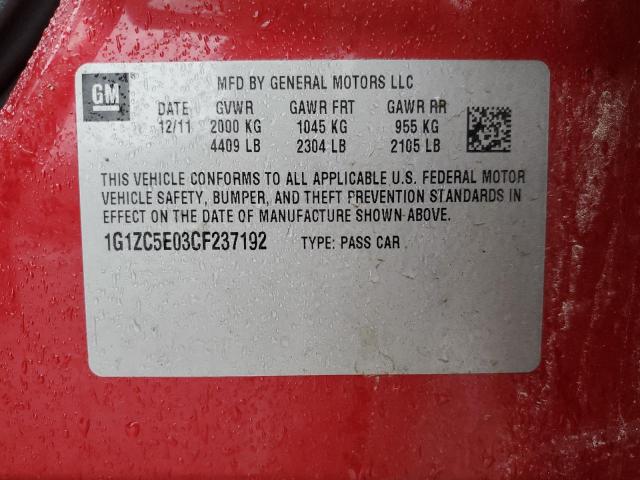 GM
MFD BY GENERAL MOTORS LLC
DATE GVWR GAWR FRT GAWR RR
12/11 2000 KG 1045 KG 955 KG
4409 LB 2304 LB 2105 LB
THIS VEHICLE CONFORMS TO ALL APPLICABLE U.S. FEDERAL MOTOR
VEHICLE SAFETY, BUMPER, AND THEFT PREVENTION STANDARDS IN
EFFECT ON THE DATE OF MANUFACTURE SHOWN ABOVE.
1G1ZC5E03CF237192 TYPE: PASS CAR